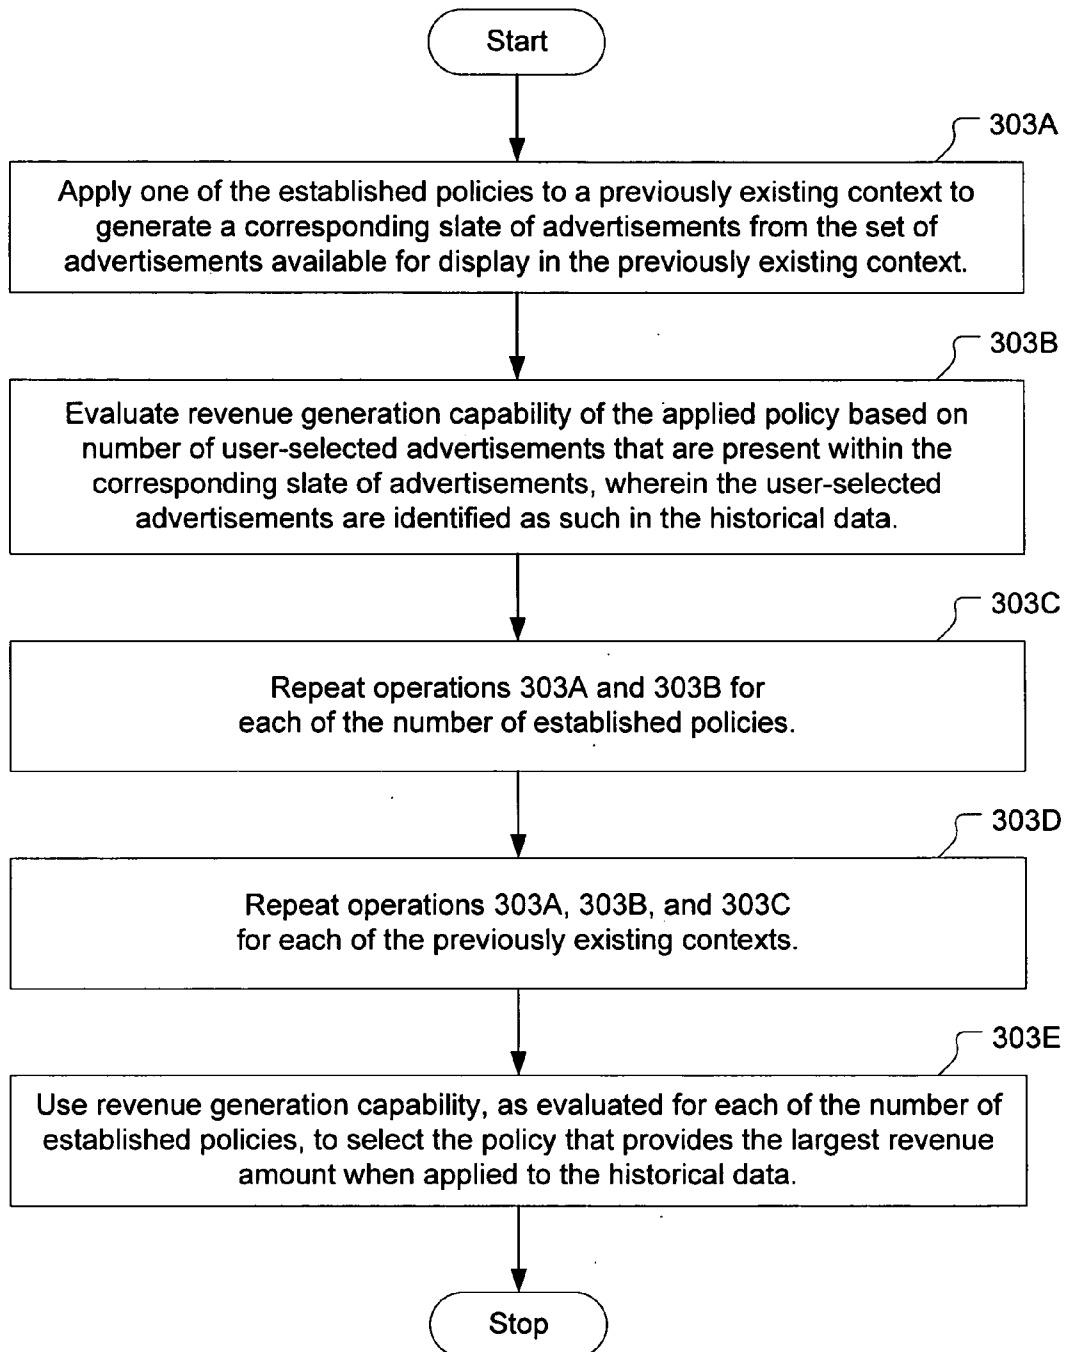 Start
303A
Apply one of the established policies to a previously existing context to
generate a corresponding slate of advertisements from the set of
advertisements available for display in the previously existing context.
303B
Evaluate revenue generation capability of the applied policy based on
number of user-selected advertisements that are present within the
corresponding slate of advertisements, wherein the user-selected
advertisements are identified as such in the historical data.
303C
Repeat operations 303A and 303B for
each of the number of established policies.
303D
Repeat operations 303A, 303B, and 303C
for each of the previously existing contexts.
303E
Use revenue generation capability, as evaluated for each of the number of
established policies, to select the policy that provides the largest revenue
amount when applied to the historical data.
Stop